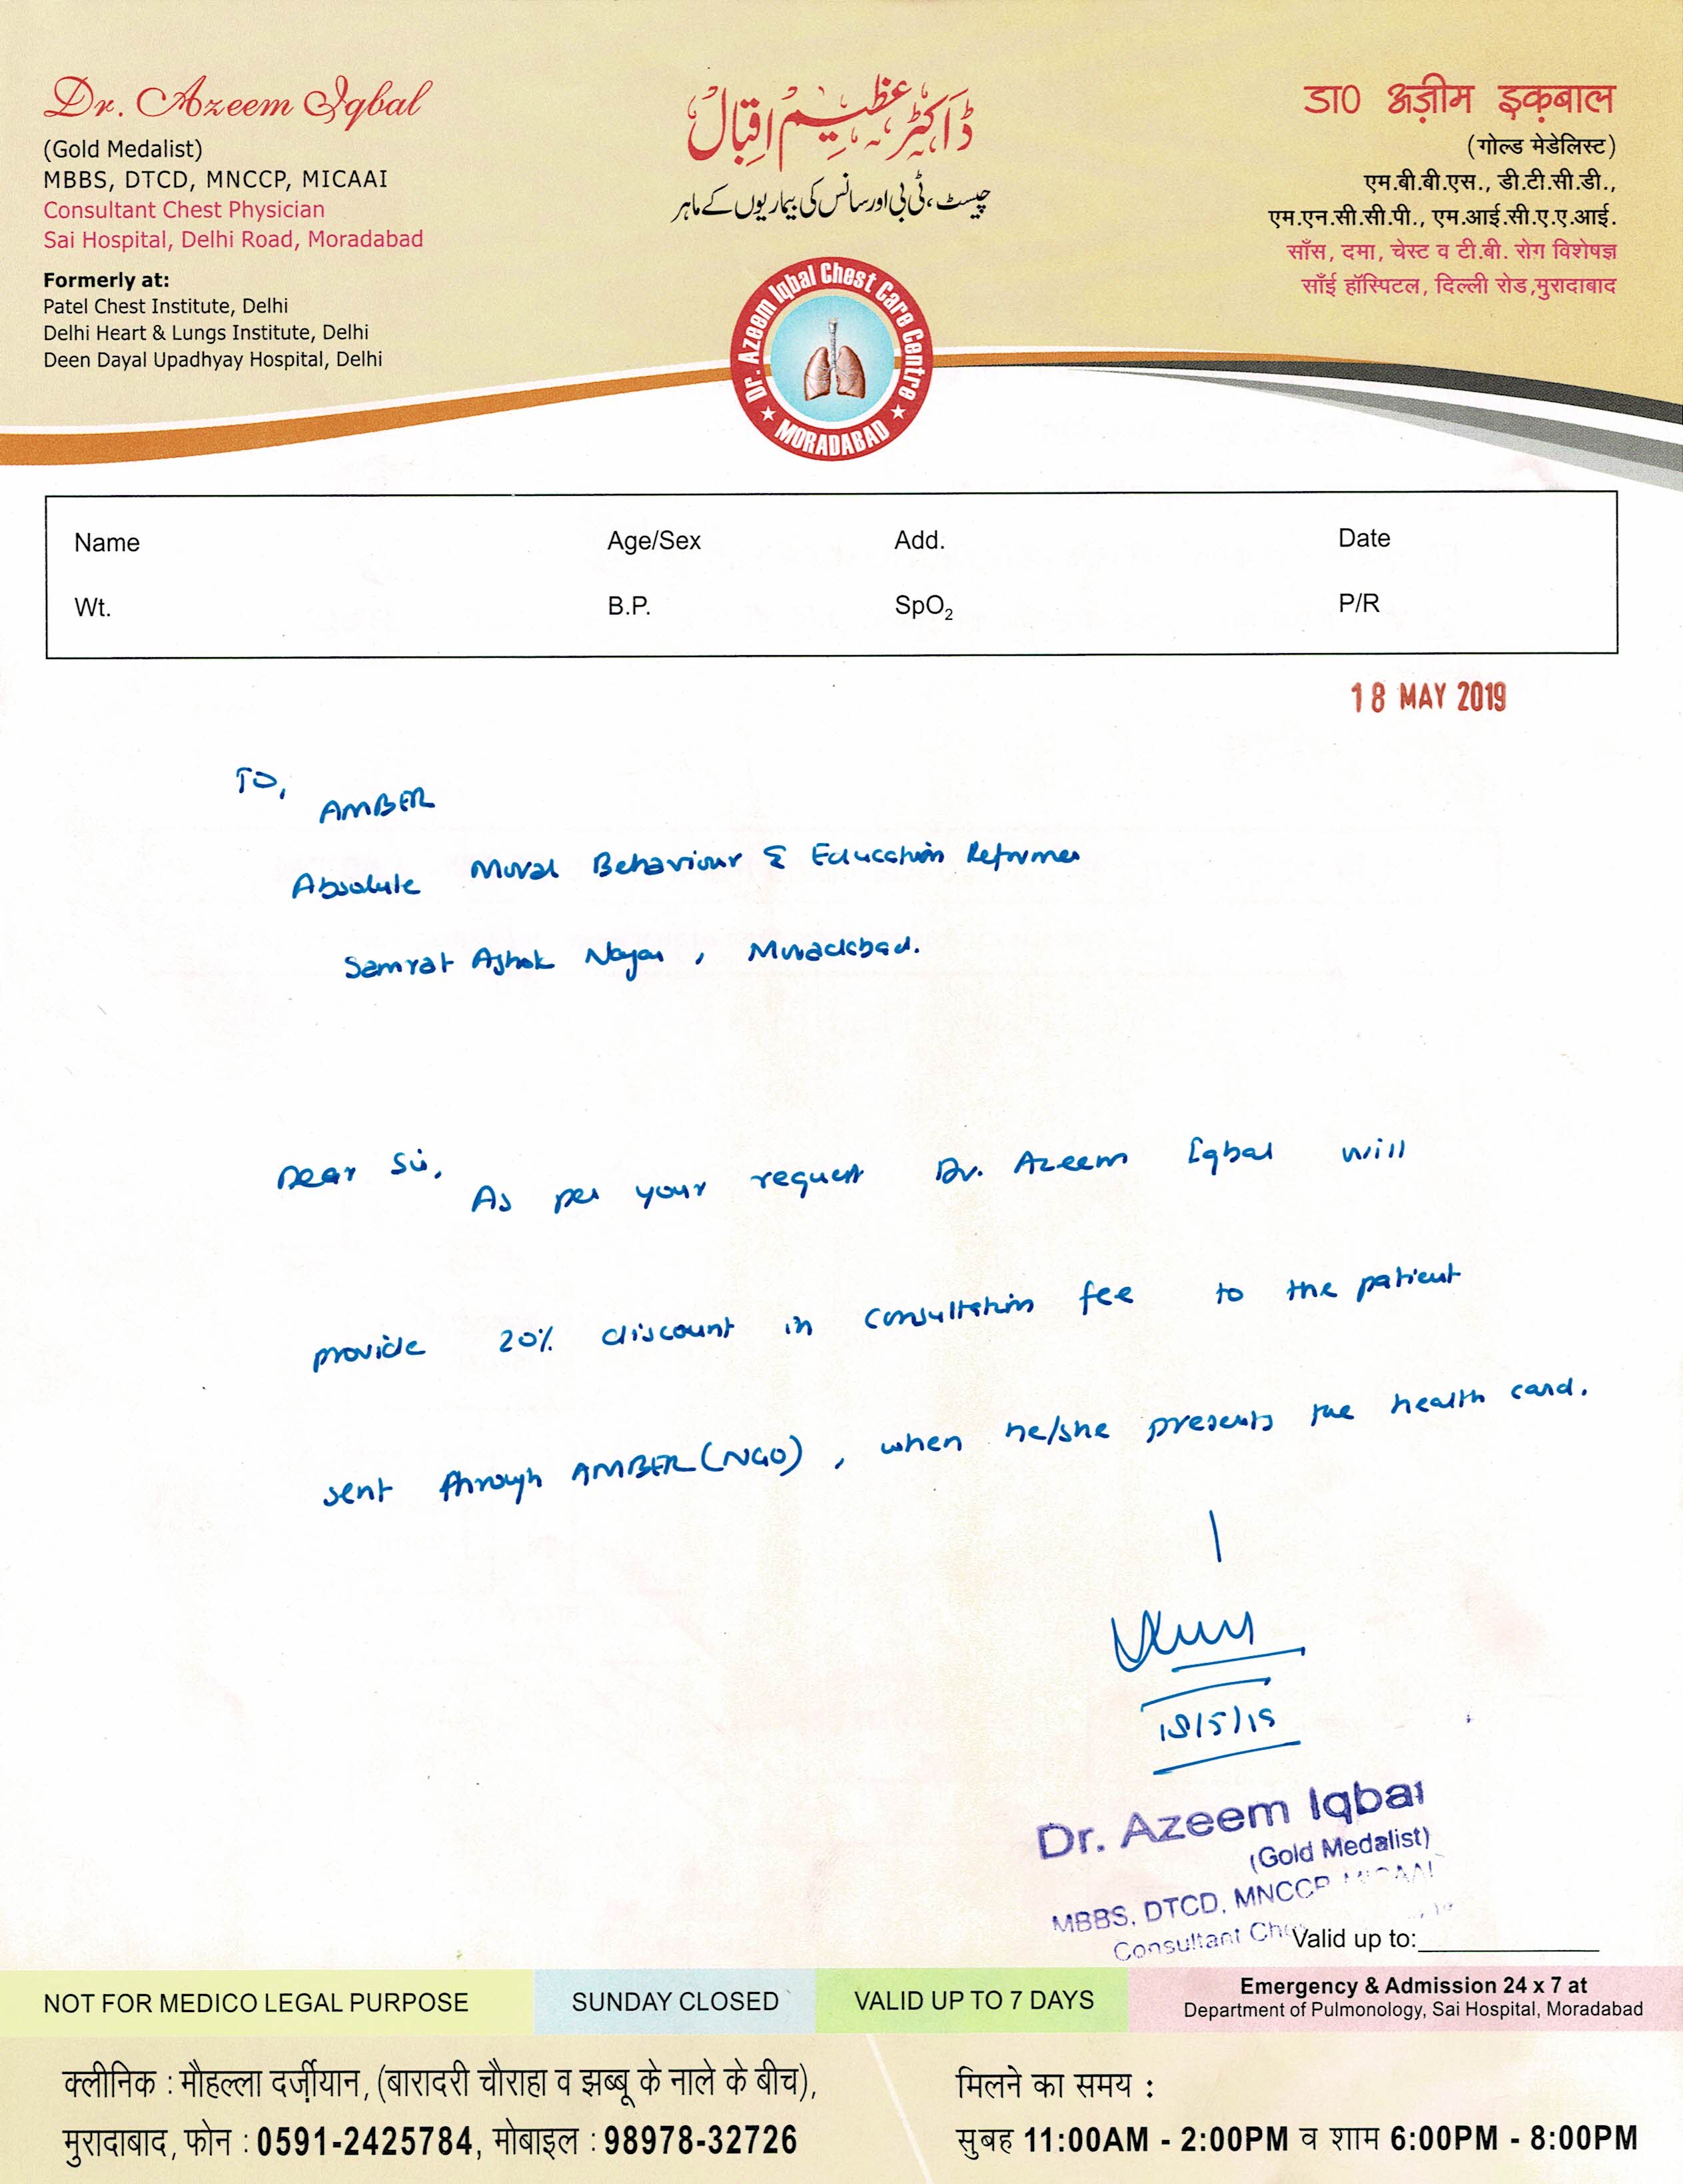 Dr. Azeem Iqbal
(Gold Medalist)
MBBS, DTCD, MNCCP, MICAAI
Consultant Chest Physician
Sai Hospital, Delhi Road, Moradabad
Formerly at:
Patel Chest Institute, Delhi
Delhi Heart & Lungs Institute, Delhi
Deen Dayal Upadhyay Hospital, Delhi
ڈاکٹر عظیم اقبال
چیسٹ، ٹی بی اور سانس کی بیماریوں کے ماہر
Dr. Azeem Iqbal Chest Care Centre
MORADABAD
डा0 अज़ीम इक़बाल
(गोल्ड मेडेलिस्ट)
एम.बी.बी.एस., डी.टी.सी.डी.,
एम.एन.सी.सी.पी., एम.आई.सी.ए.ए.आई.
साँस, दमा, चेस्ट व टी.बी. रोग विशेषज्ञ
साँई हॉस्पिटल, दिल्ली रोड,मुरादाबाद
Name Age/Sex Add. Date
Wt. B.P. SpO₂ P/R
18 MAY 2019
TO,
AMBER
Absolute Moral Behaviour & Education Reformer
Samrat Ashok Nagar, Moradabad.
Dear Sir,
As per your request Dr. Azeem Iqbal will
provide 20% discount in consultation fee to the patient
sent through AMBER (NGO), when he/she presents the health card.
18/5/19
Dr. Azeem Iqbal
(Gold Medalist)
MBBS, DTCD, MNCCP, MICAAI
Consultant
Valid up to:
NOT FOR MEDICO LEGAL PURPOSE
SUNDAY CLOSED
VALID UP TO 7 DAYS
Emergency & Admission 24 x 7 at
Department of Pulmonology, Sai Hospital, Moradabad
क्लीनिक : मौहल्ला दर्ज़ीयान, (बारादरी चौराहा व झब्बू के नाले के बीच),
मुरादाबाद, फोन : 0591-2425784, मोबाइल : 98978-32726
मिलने का समय :
सुबह 11:00AM - 2:00PM व शाम 6:00PM - 8:00PM